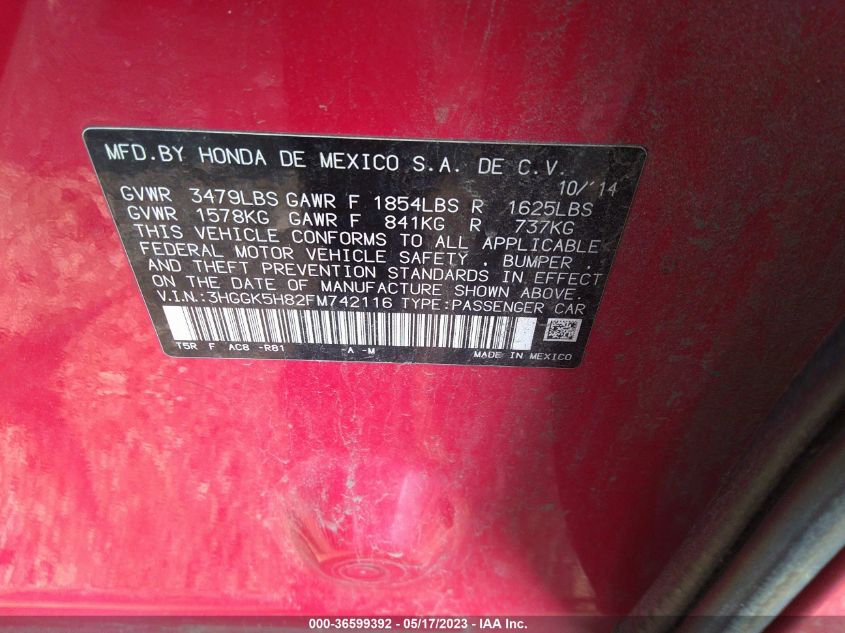 MFD.BY HONDA DE MEXICO S.A. DE C.V.
10/'14
GVWR 3479LBS GAWR F 1854LBS R 1625LBS
GVWR 1578KG GAWR F 841KG R 737KG
THIS VEHICLE CONFORMS TO ALL APPLICABLE
FEDERAL MOTOR VEHICLE SAFETY , BUMPER ,
AND THEFT PREVENTION STANDARDS IN EFFECT
ON THE DATE OF MANUFACTURE SHOWN ABOVE.
V.I.N.:3HGGK5H82FM742116 TYPE:PASSENGER CAR
T5R F AC8 -R81 -A -M MADE IN MEXICO
000-36599392 - 05/17/2023 - IAA Inc.